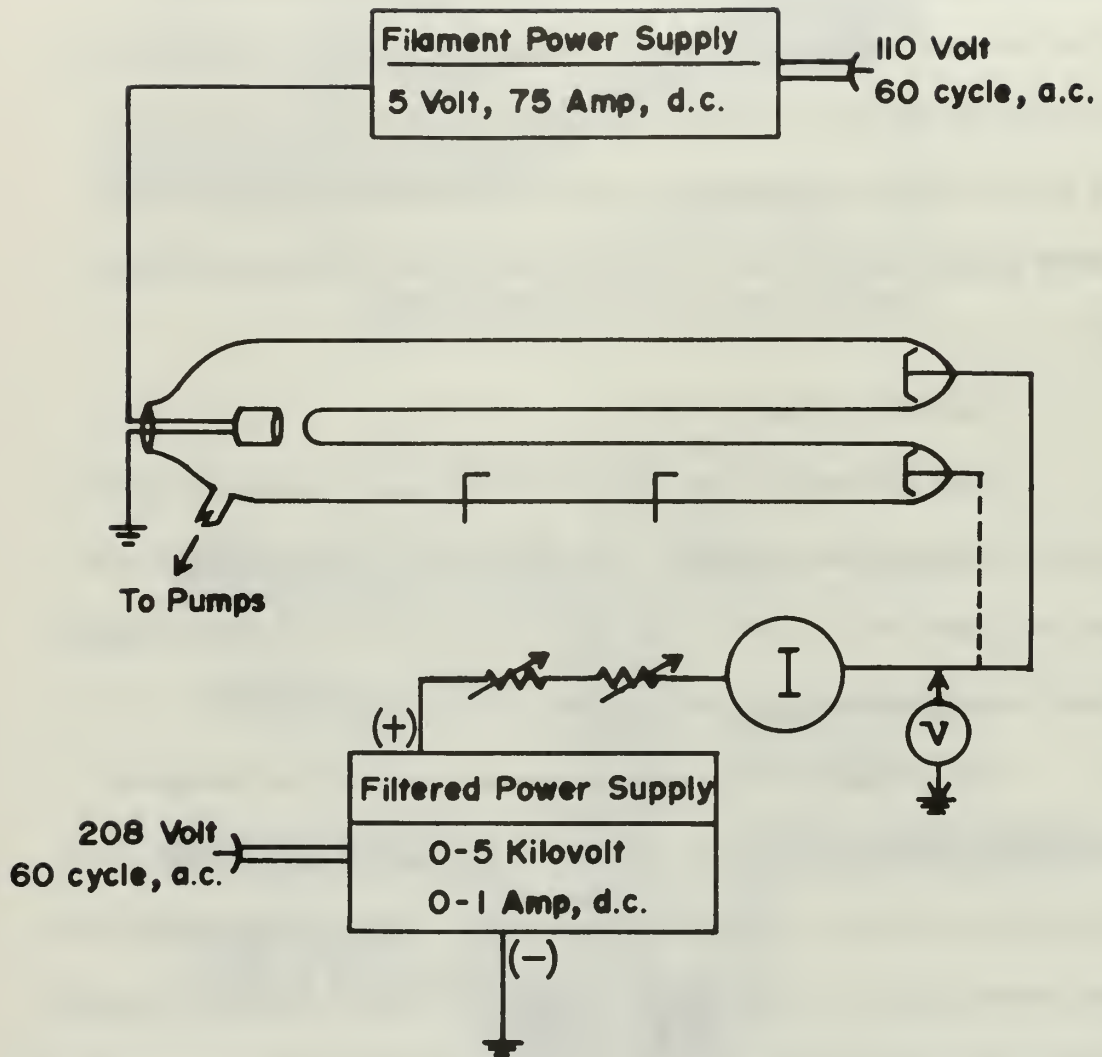 Filament Power Supply
5 Volt, 75 Amp, d.c.
110 Volt
60 cycle, a.c.
To Pumps
I
V
(+)
Filtered Power Supply
0-5 Kilovolt
0-1 Amp, d.c.
208 Volt
60 cycle, a.c.
(-)